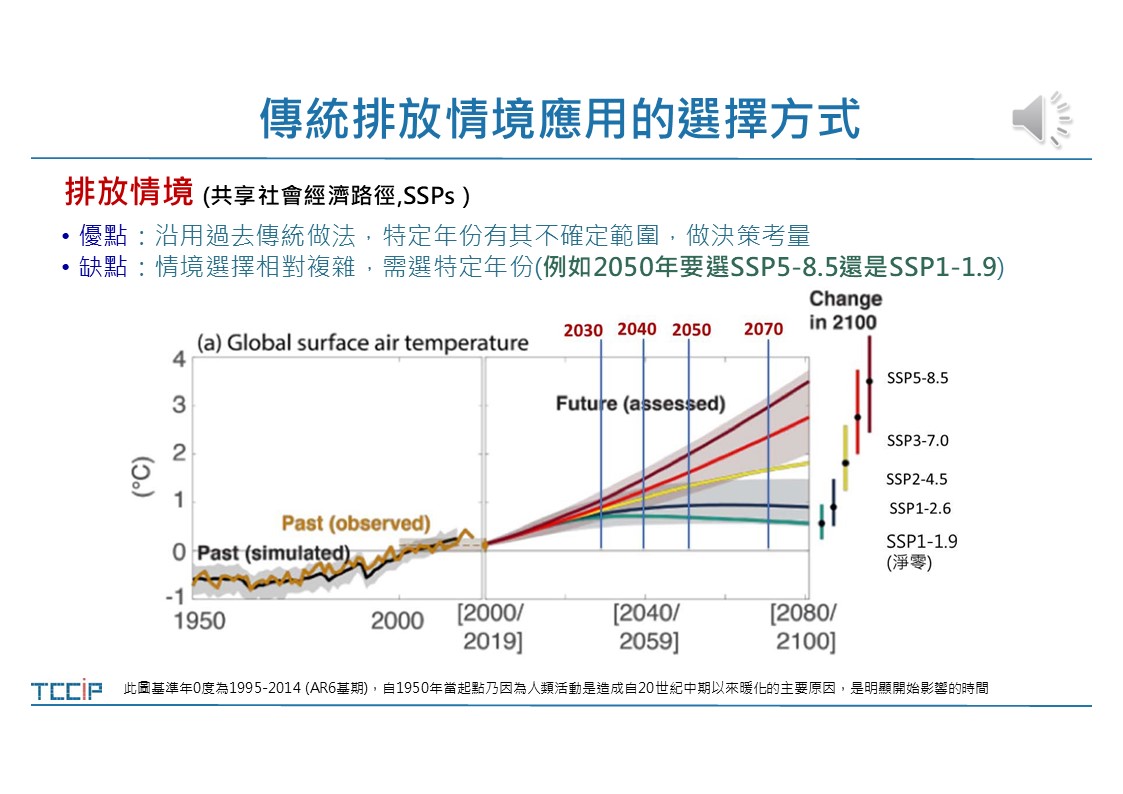 傳統排放情境應用的選擇方式
排放情境 (共享社會經濟路徑,SSPs )
• 優點：沿用過去傳統做法，特定年份有其不確定範圍，做決策考量
• 缺點：情境選擇相對複雜，需選特定年份(例如2050年要選SSP5-8.5還是SSP1-1.9)
Change
in 2100
(a) Global surface air temperature
2030 2040 2050 2070
4
3
2
1
0
-1
(°C)
Future (assessed)
Past (observed)
Past (simulated)
SSP5-8.5
SSP3-7.0
SSP2-4.5
SSP1-2.6
SSP1-1.9
(淨零)
1950 2000 [2000/ [2040/ [2080/
2019] 2059] 2100]
TCCiP
此圖基準年0度為1995-2014 (AR6基期)，自1950年當起點乃因為人類活動是造成自20世紀中期以來暖化的主要原因，是明顯開始影響的時間